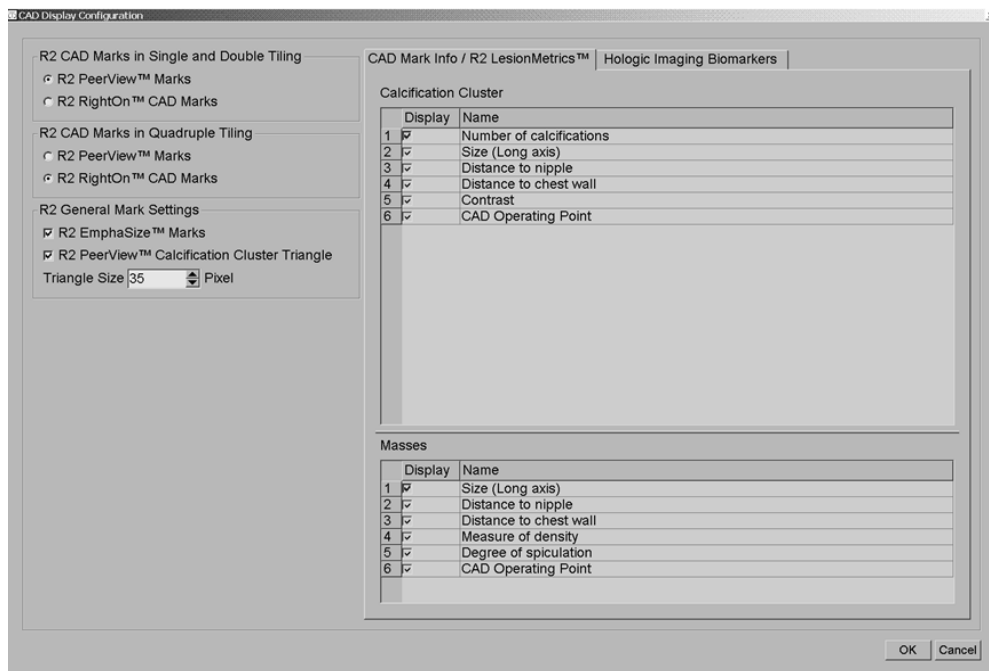 CAD Display Configuration
R2 CAD Marks in Single and Double Tiling
R2 PeerView™ Marks
R2 RightOn™ CAD Marks
R2 CAD Marks in Quadruple Tiling
R2 PeerView™ Marks
R2 RightOn™ CAD Marks
R2 General Mark Settings
R2 EmphaSize™ Marks
R2 PeerView™ Calcification Cluster Triangle
Triangle Size 35 Pixel
CAD Mark Info / R2 LesionMetrics™ Hologic Imaging Biomarkers
Calcification Cluster
Display Name
1 Number of calcifications
2 Size (Long axis)
3 Distance to nipple
4 Distance to chest wall
5 Contrast
6 CAD Operating Point
Masses
Display Name
1 Size (Long axis)
2 Distance to nipple
3 Distance to chest wall
4 Measure of density
5 Degree of spiculation
6 CAD Operating Point
OK Cancel